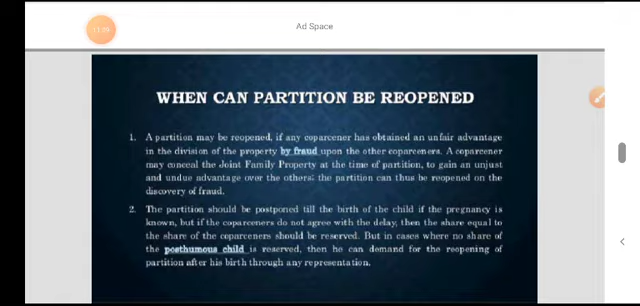 11:39
Ad Space
WHEN CAN PARTITION BE REOPENED
1. A partition may be reopened, if any coparcener has obtained an unfair advantage
in the division of the property by fraud upon the other coparceners. A coparcener
may conceal the Joint Family Property at the time of partition, to gain an unjust
and undue advantage over the others; the partition can thus be reopened on the
discovery of fraud.
2. The partition should be postponed till the birth of the child if the pregnancy is
known, but if the coparceners do not agree with the delay, then the share equal to
the share of the coparceners should be reserved. But in cases where no share of
the posthumous child is reserved, then he can demand for the reopening of
partition after his birth through any representation.